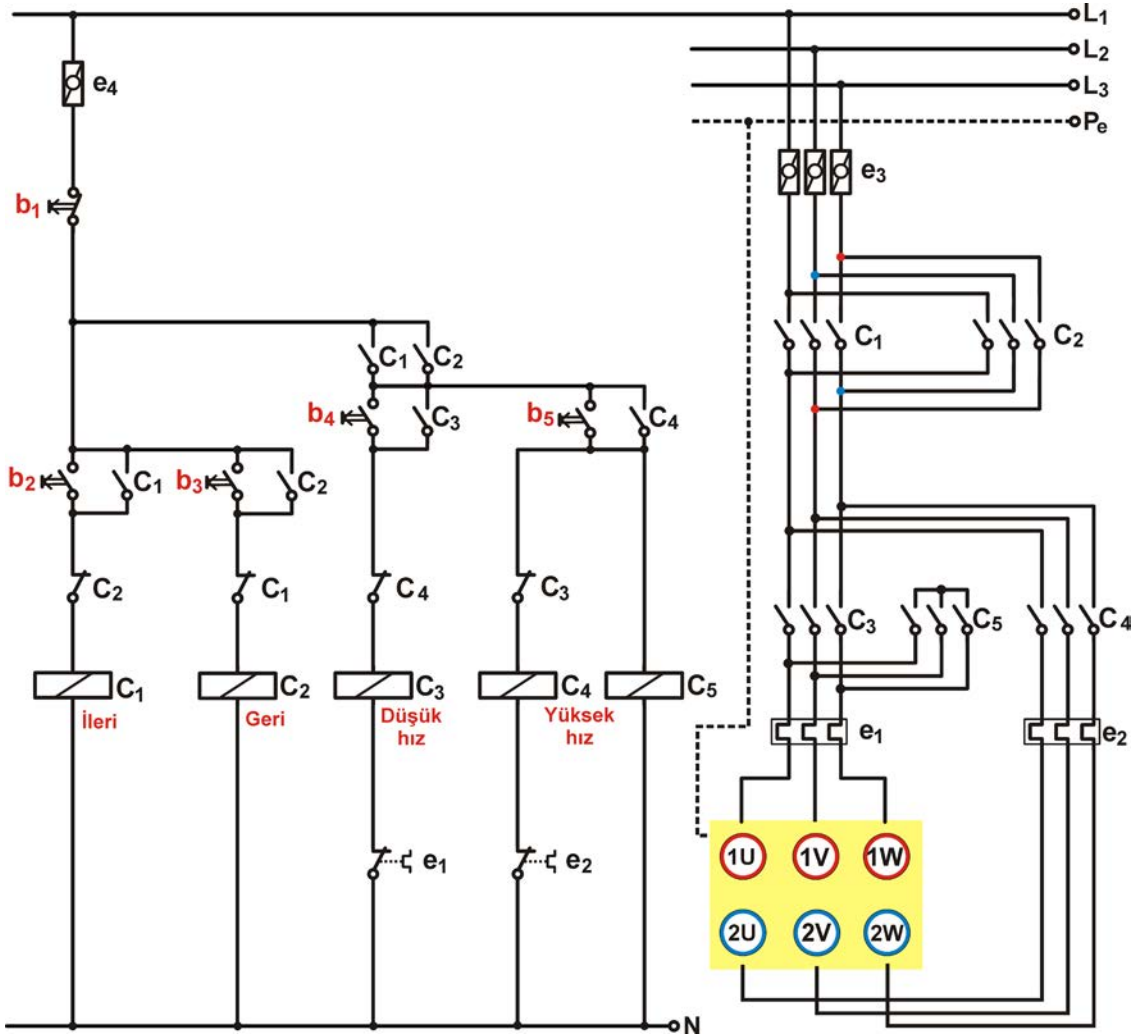 L1
L2
e4
L3
Pe
e3
b1
C1 C2
C1 C2
b4 C3 b5 C4
b2 C1 b3 C2
C2 C1 C4 C3
C3 C5 C4
C1 C2 C3 C4 C5
İleri Geri Düşük Yüksek
hız hız
e1 e2
e1 e2
1U 1V 1W
2U 2V 2W
N